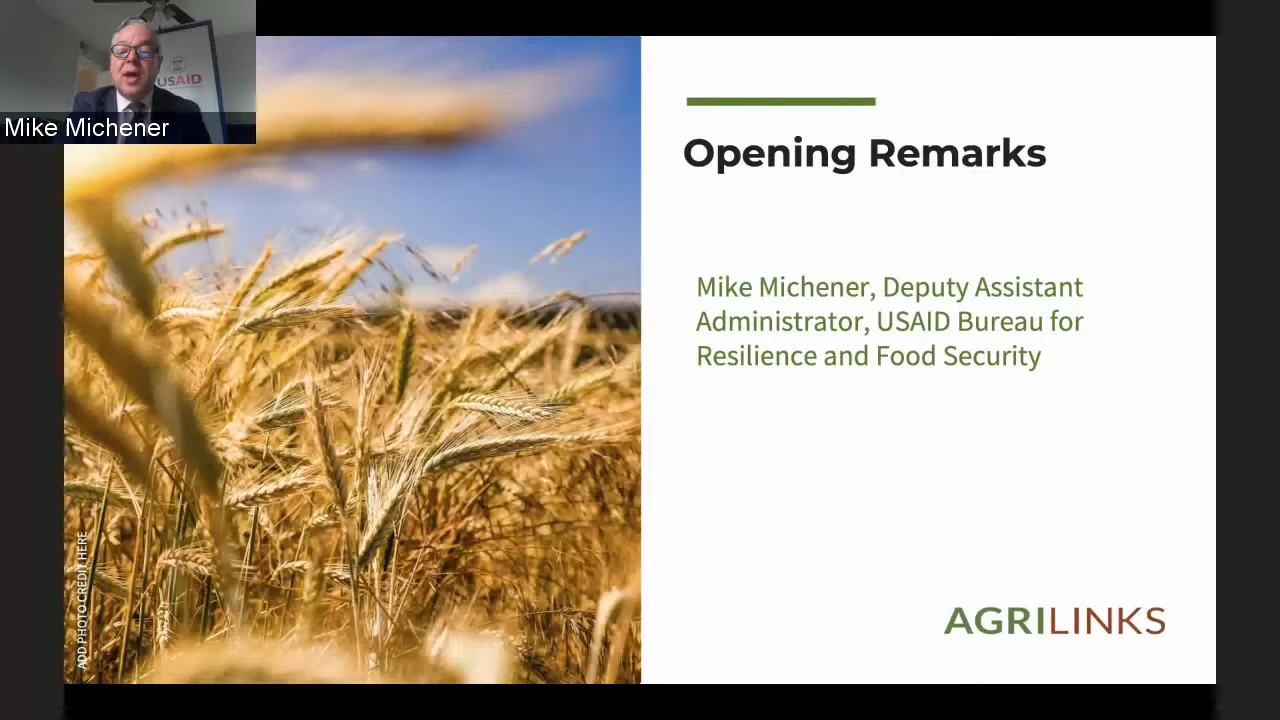 USAID
Mike Michener
Opening Remarks
Mike Michener, Deputy Assistant
Administrator, USAID Bureau for
Resilience and Food Security
ADD PHOTO CREDIT HERE
AGRILINKS